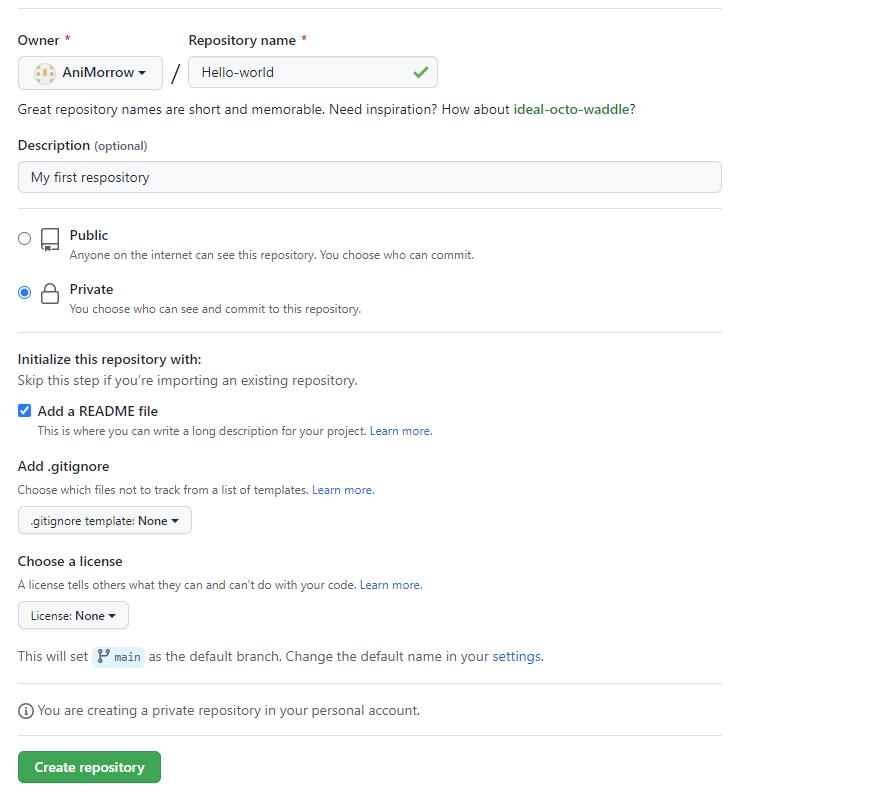 Owner * Repository name *
AniMorrow / Hello-world
Great repository names are short and memorable. Need inspiration? How about ideal-octo-waddle?
Description (optional)
My first respository
Public
Anyone on the internet can see this repository. You choose who can commit.
Private
You choose who can see and commit to this repository.
Initialize this repository with:
Skip this step if you're importing an existing repository.
Add a README file
This is where you can write a long description for your project. Learn more.
Add .gitignore
Choose which files not to track from a list of templates. Learn more.
.gitignore template: None
Choose a license
A license tells others what they can and can't do with your code. Learn more.
License: None
This will set main as the default branch. Change the default name in your settings.
You are creating a private repository in your personal account.
Create repository